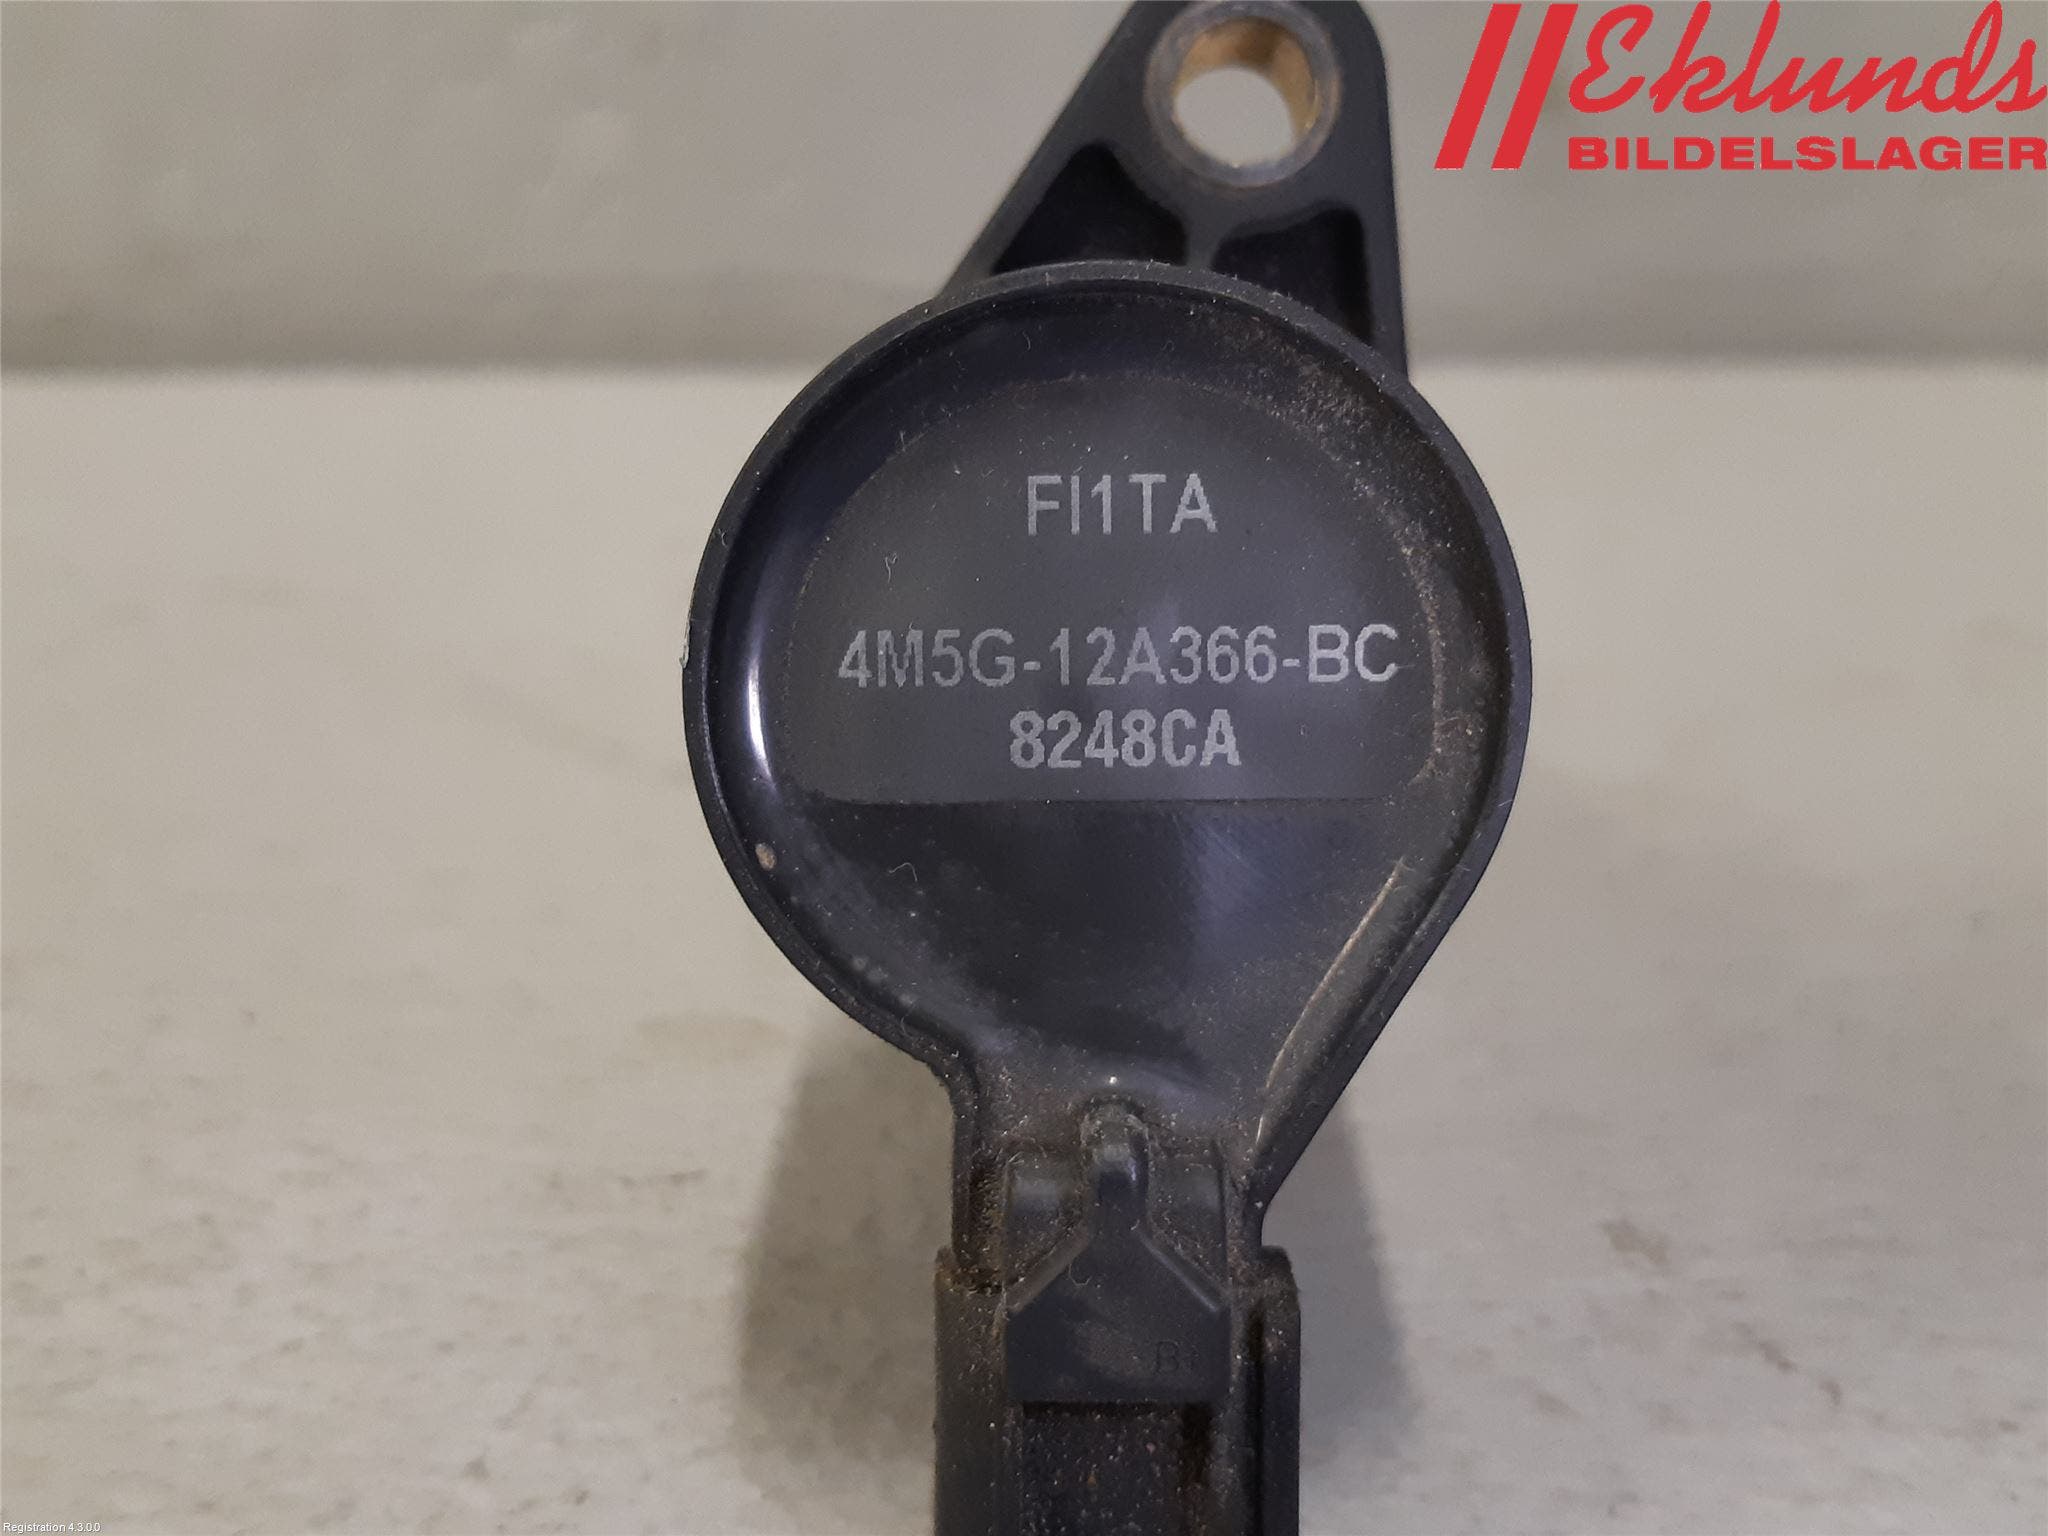 Eklunds
BILDELSLAGER
FI1TA
4M5G-12A366-BC
8248CA
B+
Registration 4.3.0.0